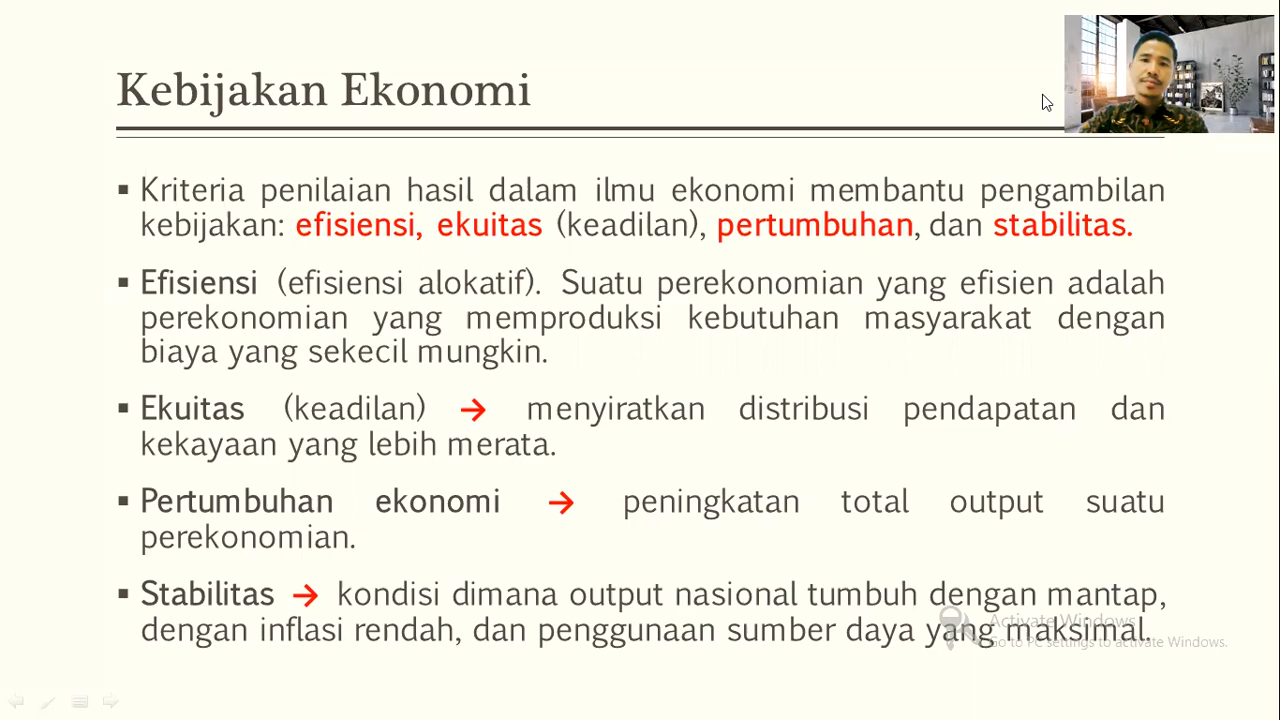 Kebijakan Ekonomi
▪ Kriteria penilaian hasil dalam ilmu ekonomi membantu pengambilan
kebijakan: efisiensi, ekuitas (keadilan), pertumbuhan, dan stabilitas.
▪ Efisiensi (efisiensi alokatif). Suatu perekonomian yang efisien adalah
perekonomian yang memproduksi kebutuhan masyarakat dengan
biaya yang sekecil mungkin.
▪ Ekuitas (keadilan) → menyiratkan distribusi pendapatan dan
kekayaan yang lebih merata.
▪ Pertumbuhan ekonomi → peningkatan total output suatu
perekonomian.
▪ Stabilitas → kondisi dimana output nasional tumbuh dengan mantap,
dengan inflasi rendah, dan penggunaan sumber daya yang maksimal.
Activate Windows
Go to PC settings to activate Windows.